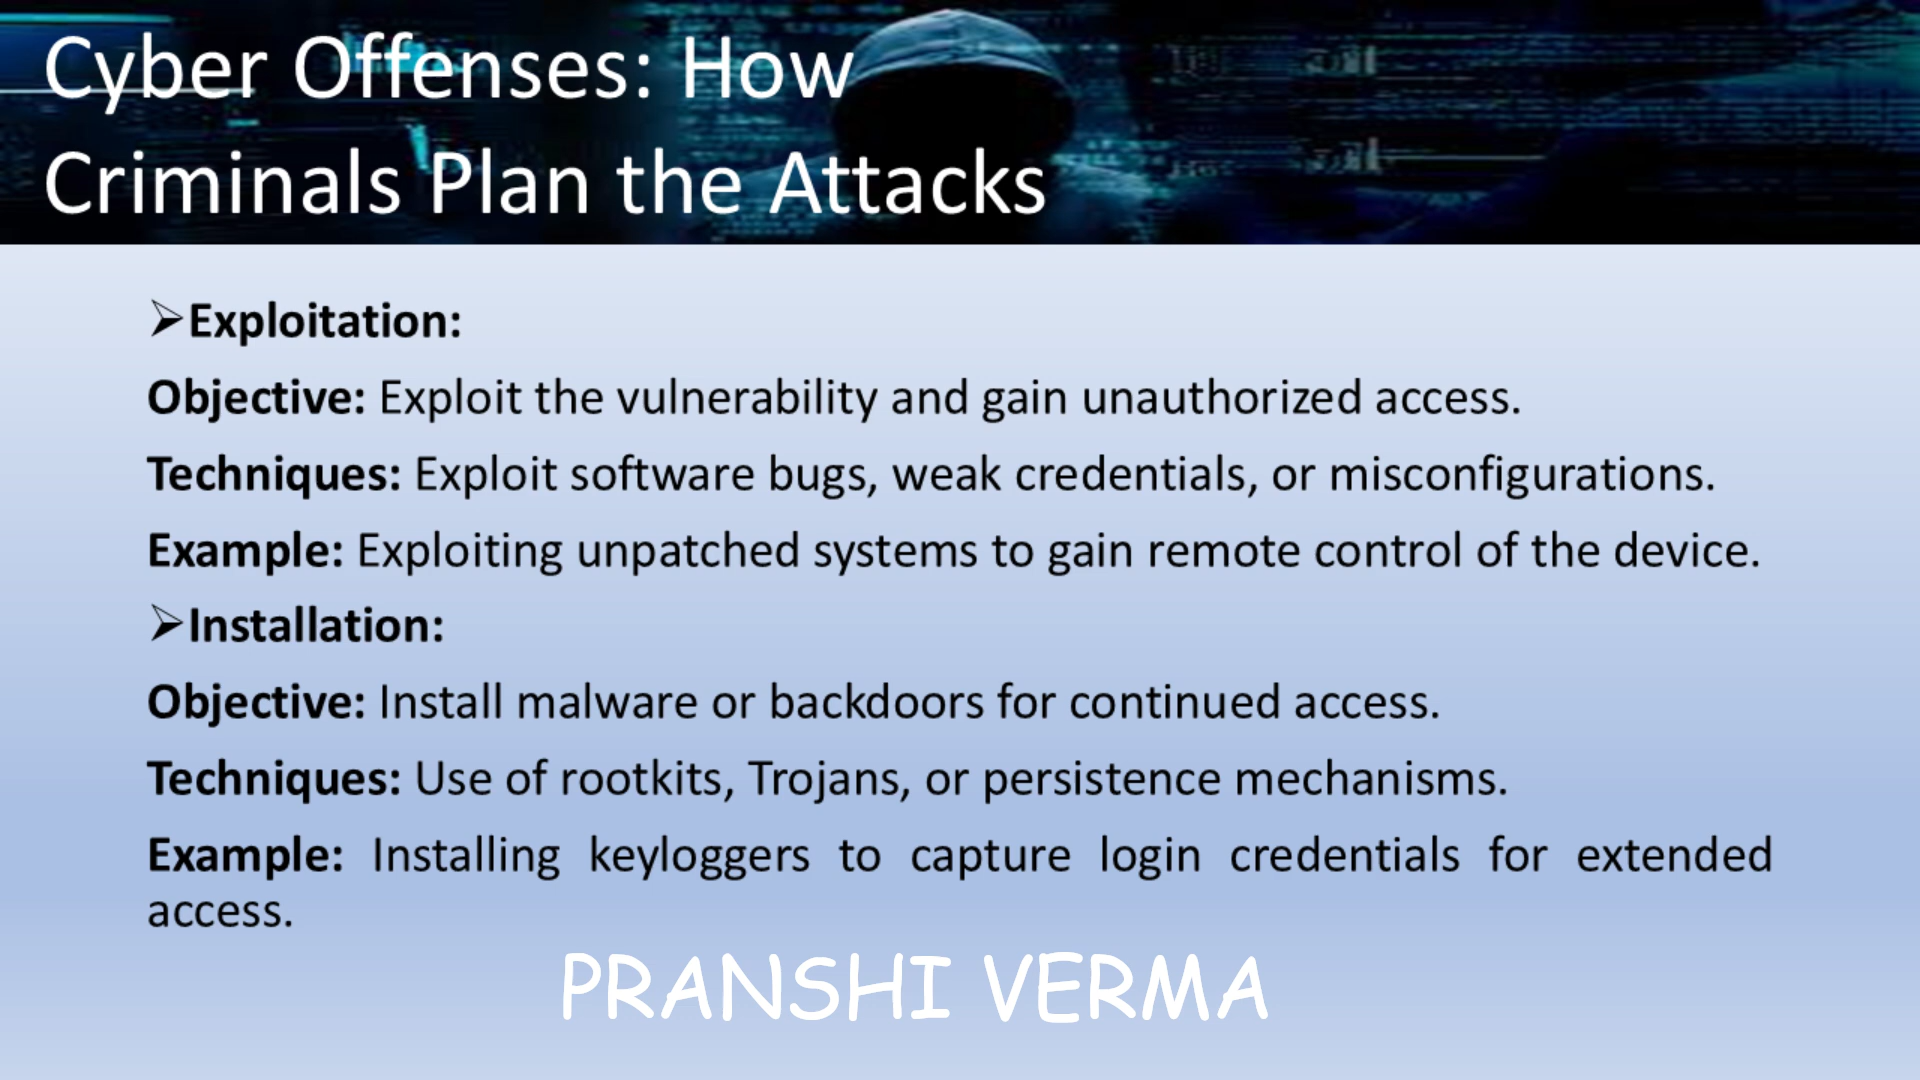 Cyber Offenses: How
Criminals Plan the Attacks
➢Exploitation:
Objective: Exploit the vulnerability and gain unauthorized access.
Techniques: Exploit software bugs, weak credentials, or misconfigurations.
Example: Exploiting unpatched systems to gain remote control of the device.
➢Installation:
Objective: Install malware or backdoors for continued access.
Techniques: Use of rootkits, Trojans, or persistence mechanisms.
Example: Installing keyloggers to capture login credentials for extended
access.
PRANSHI VERMA